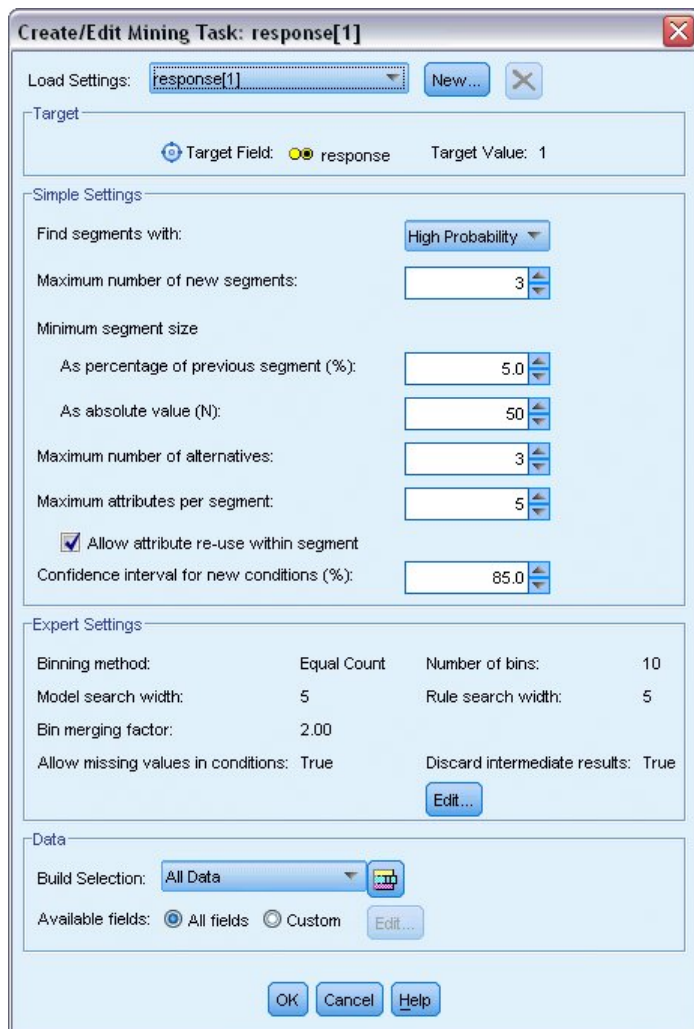 Create/Edit Mining Task: response[1]
Load Settings: response[1] New...
Target
Target Field: response Target Value: 1
Simple Settings
Find segments with: High Probability
Maximum number of new segments: 3
Minimum segment size
As percentage of previous segment (%): 5.0
As absolute value (N): 50
Maximum number of alternatives: 3
Maximum attributes per segment: 5
Allow attribute re-use within segment
Confidence interval for new conditions (%): 85.0
Expert Settings
Binning method: Equal Count Number of bins: 10
Model search width: 5 Rule search width: 5
Bin merging factor: 2.00
Allow missing values in conditions: True Discard intermediate results: True
Edit...
Data
Build Selection: All Data
Available fields: All fields Custom Edit...
OK Cancel Help